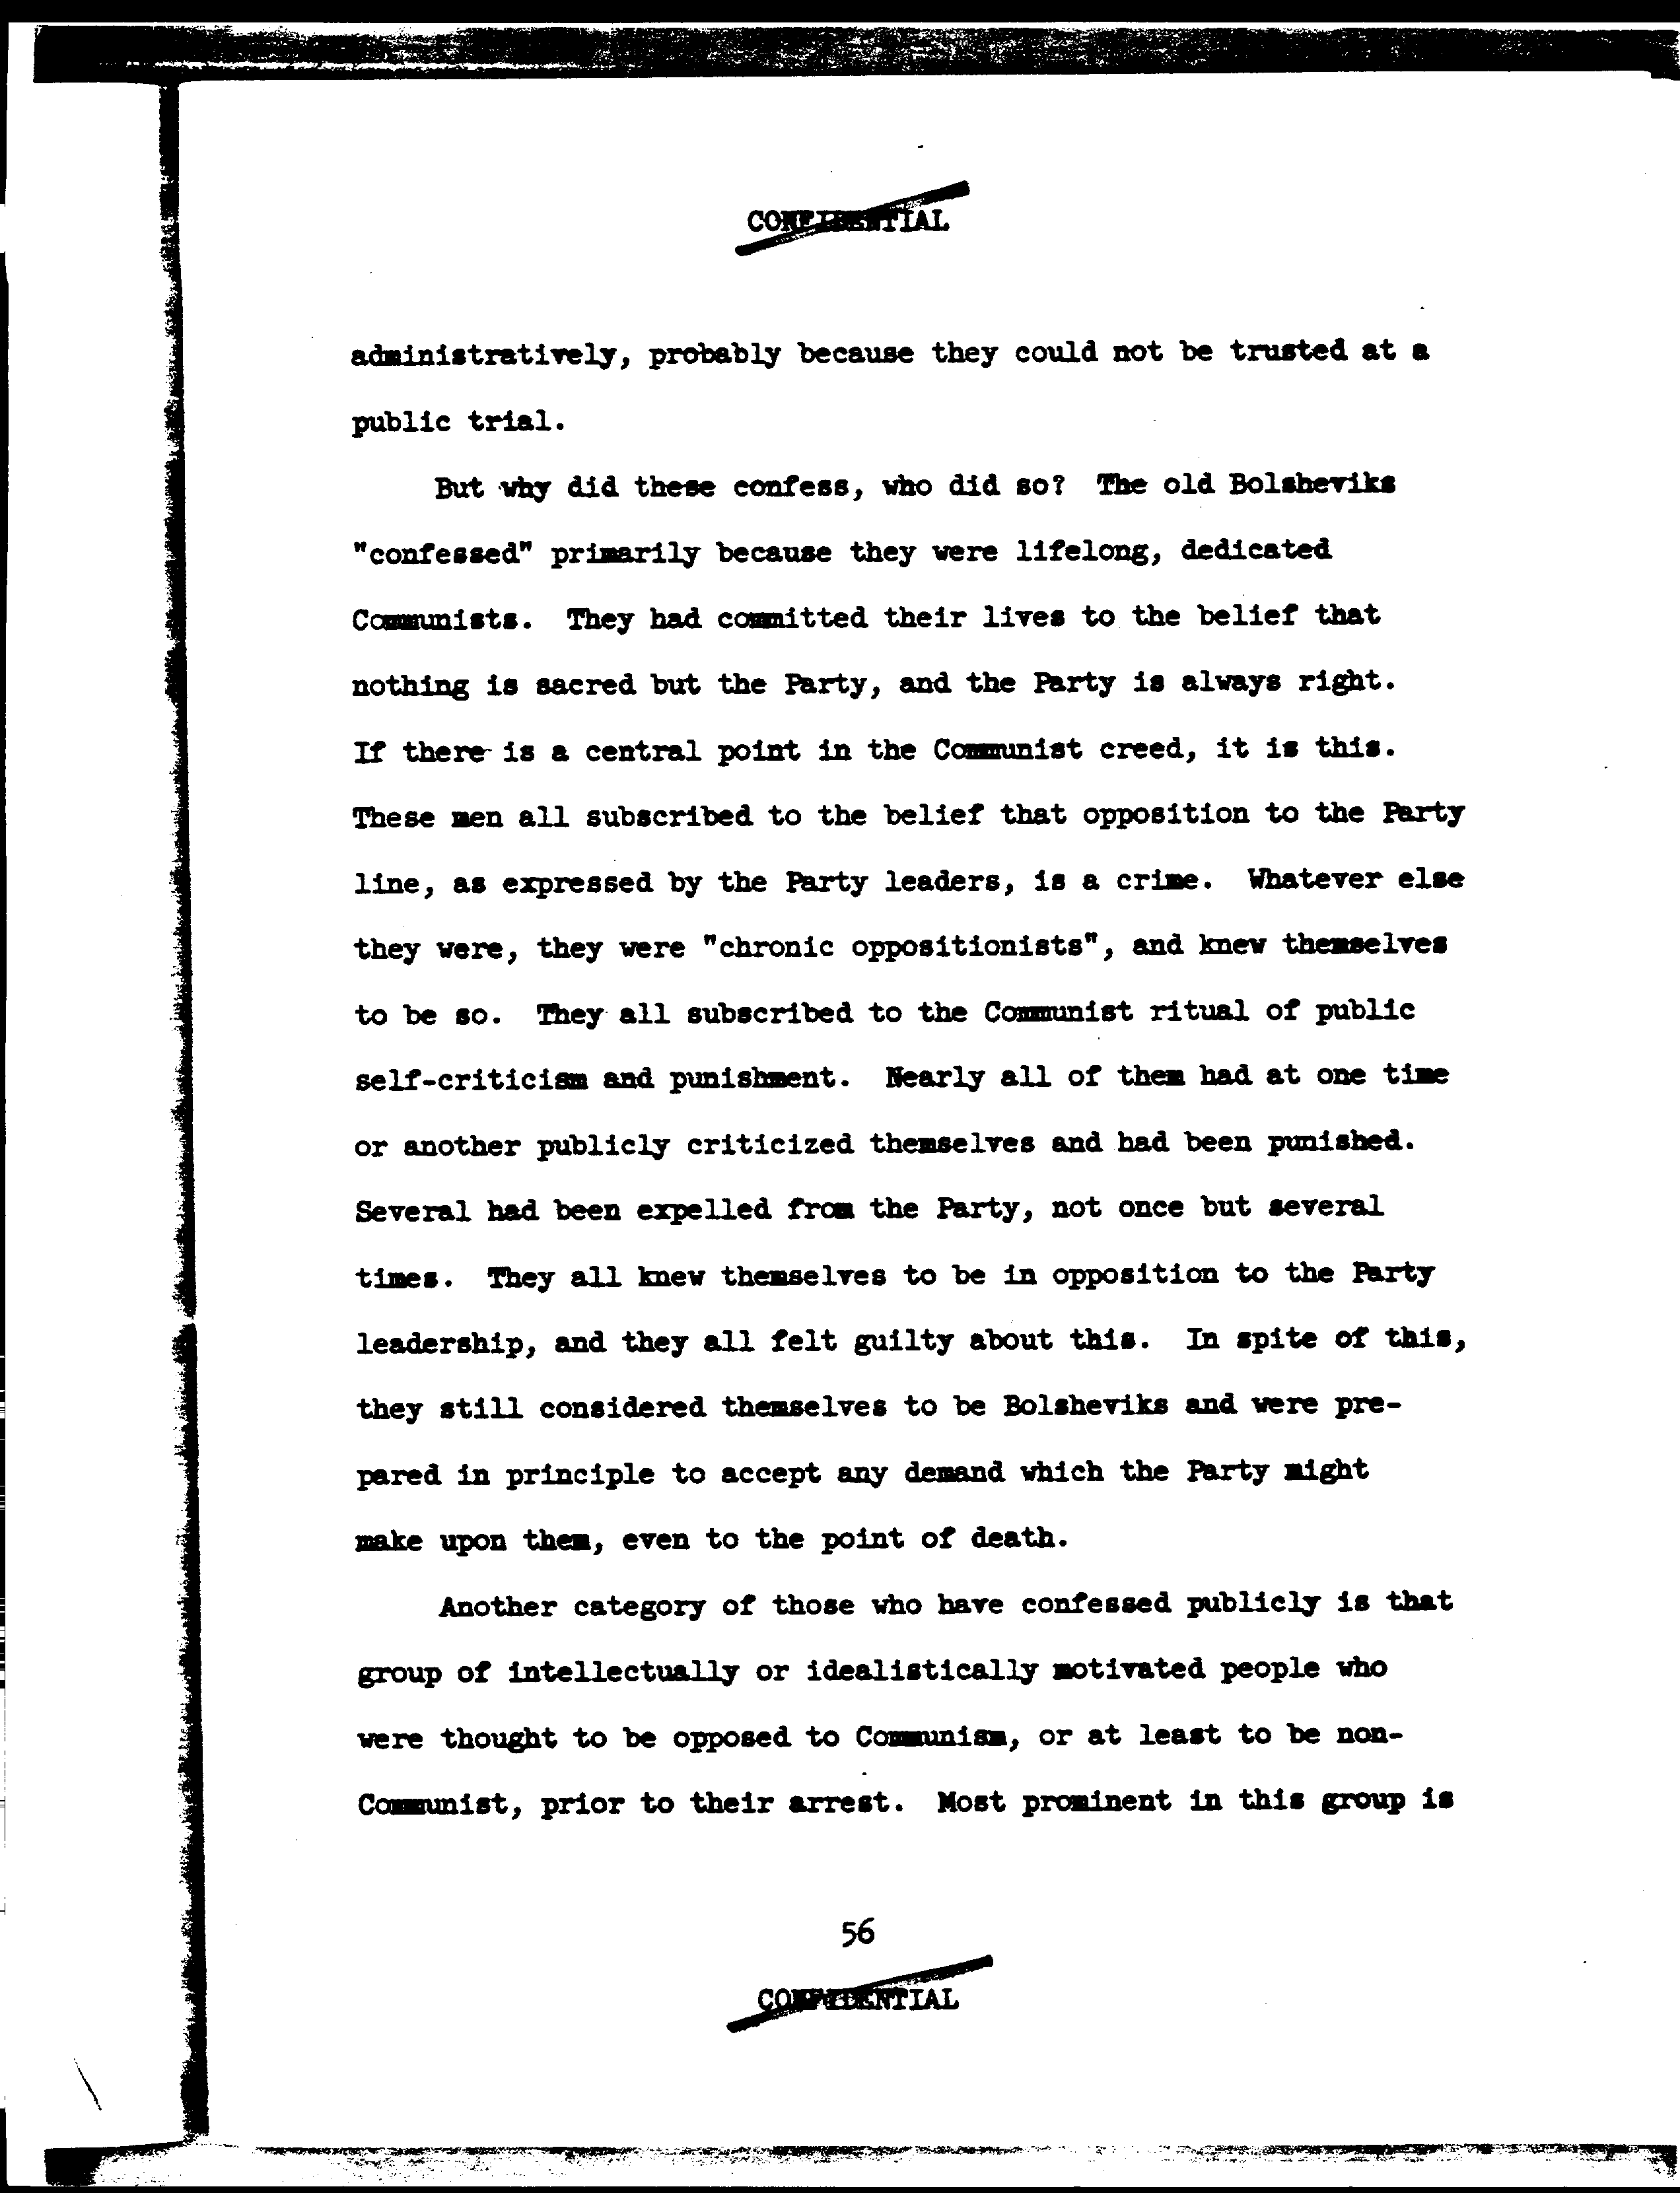 CONFIDENTIAL
administratively, probably because they could not be trusted at a
public trial.
But why did these confess, who did so? The old Bolsheviks
"confessed" primarily because they were lifelong, dedicated
Communists. They had committed their lives to the belief that
nothing is sacred but the Party, and the Party is always right.
If there is a central point in the Communist creed, it is this.
These men all subscribed to the belief that opposition to the Party
line, as expressed by the Party leaders, is a crime. Whatever else
they were, they were "chronic oppositionists", and knew themselves
to be so. They all subscribed to the Communist ritual of public
self-criticism and punishment. Nearly all of them had at one time
or another publicly criticized themselves and had been punished.
Several had been expelled from the Party, not once but several
times. They all knew themselves to be in opposition to the Party
leadership, and they all felt guilty about this. In spite of this,
they still considered themselves to be Bolsheviks and were pre-
pared in principle to accept any demand which the Party might
make upon them, even to the point of death.
Another category of those who have confessed publicly is that
group of intellectually or idealistically motivated people who
were thought to be opposed to Communism, or at least to be non-
Communist, prior to their arrest. Most prominent in this group is
56
CONFIDENTIAL